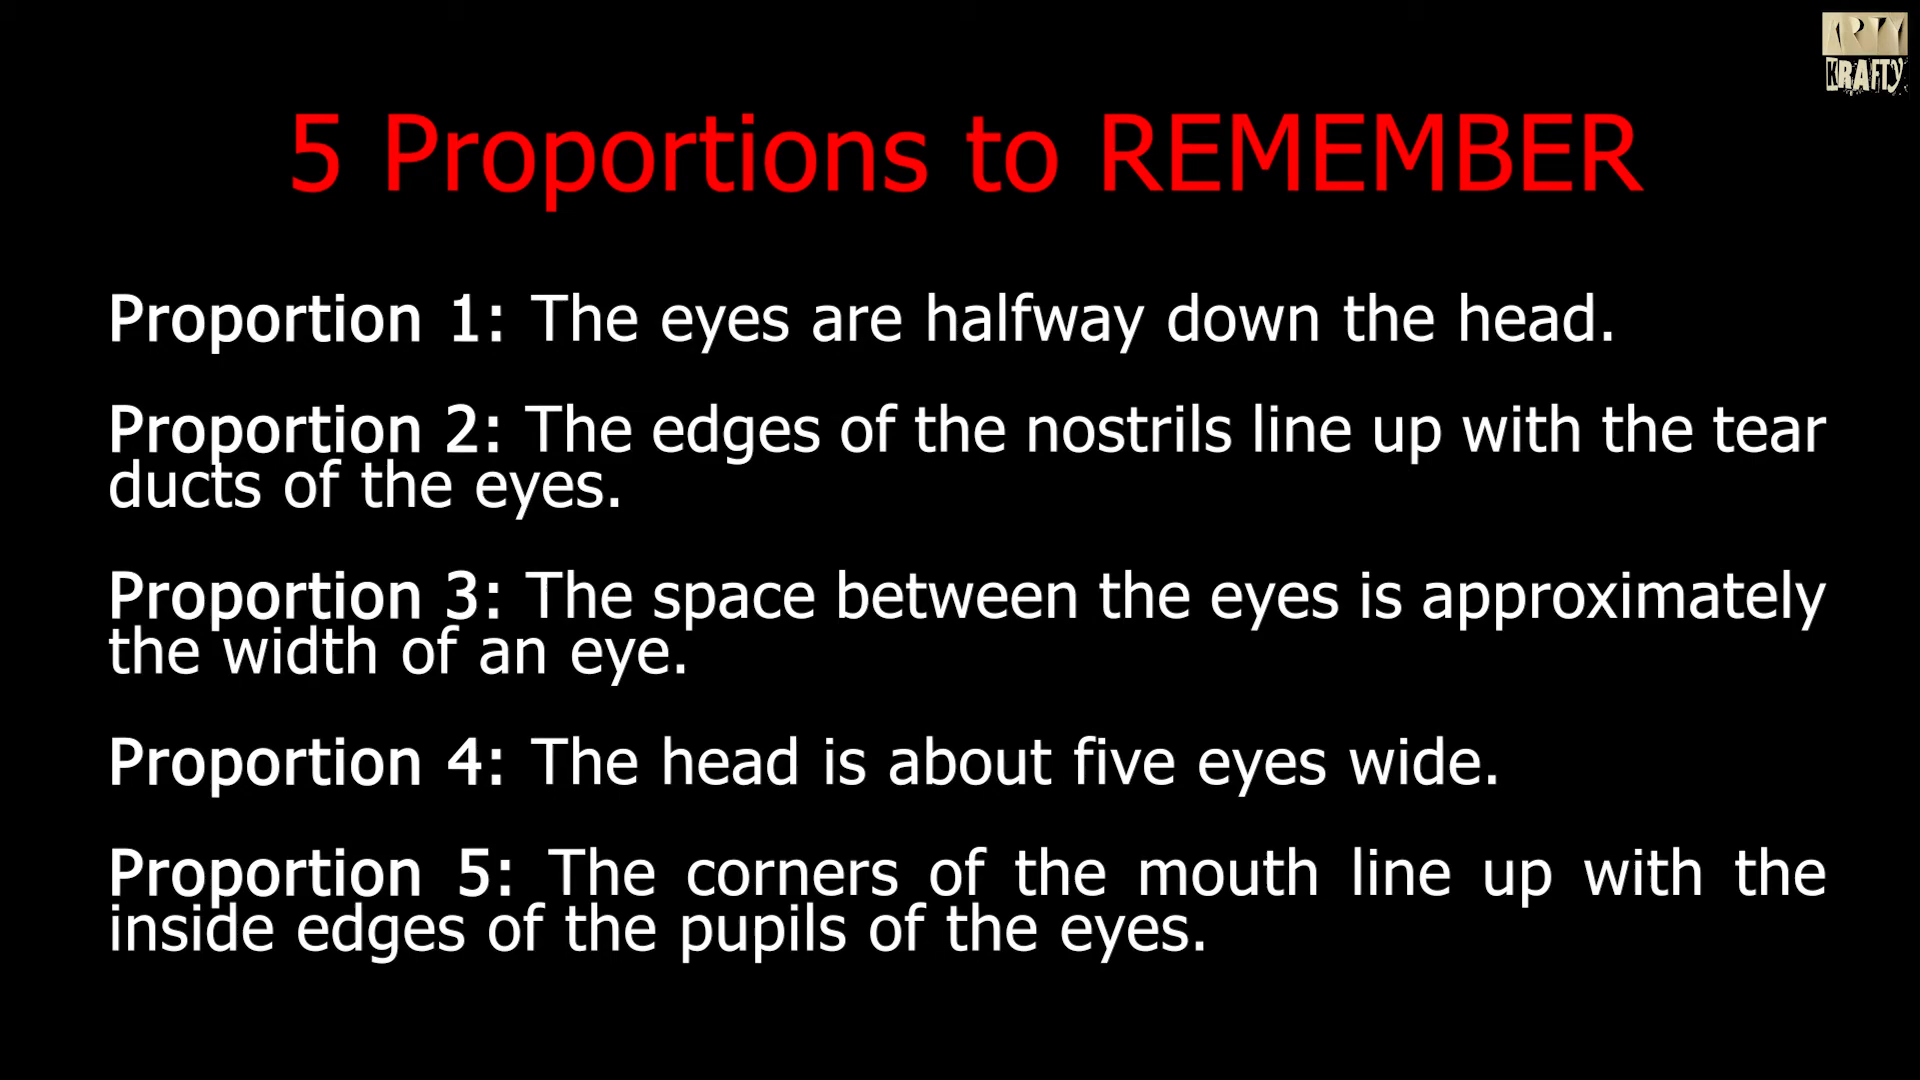 ARTY
KRAFTY
5 Proportions to REMEMBER
Proportion 1: The eyes are halfway down the head.
Proportion 2: The edges of the nostrils line up with the tear
ducts of the eyes.
Proportion 3: The space between the eyes is approximately
the width of an eye.
Proportion 4: The head is about five eyes wide.
Proportion 5: The corners of the mouth line up with the
inside edges of the pupils of the eyes.